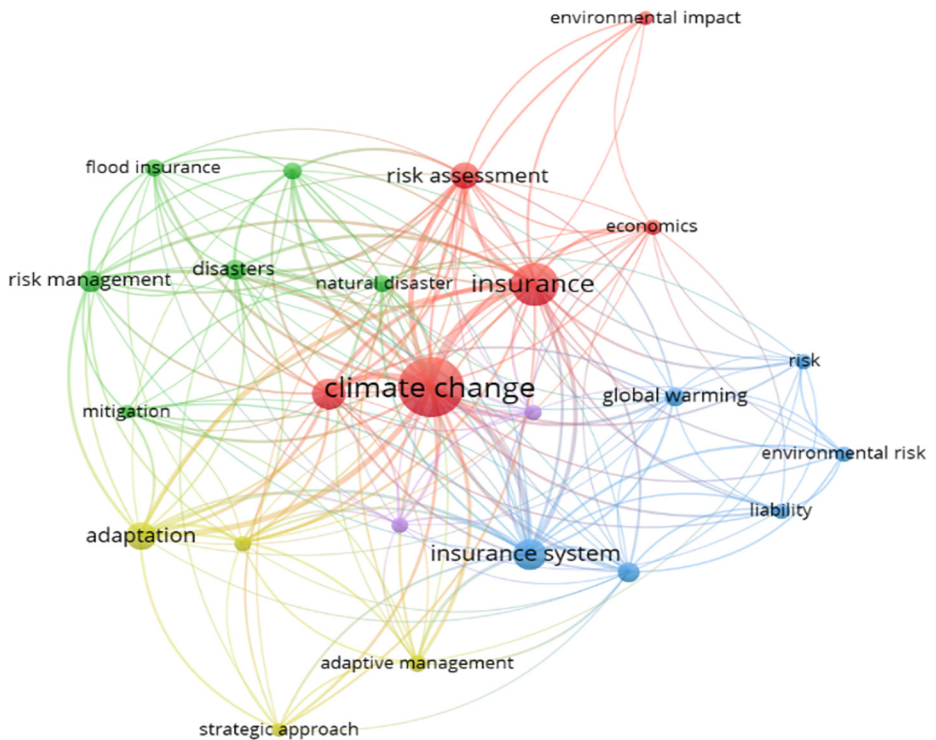 environmental impact
flood insurance
risk assessment
economics
disasters
risk management
natural disaster
insurance
risk
climate change
global warming
mitigation
environmental risk
liability
adaptation
insurance system
adaptive management
strategic approach